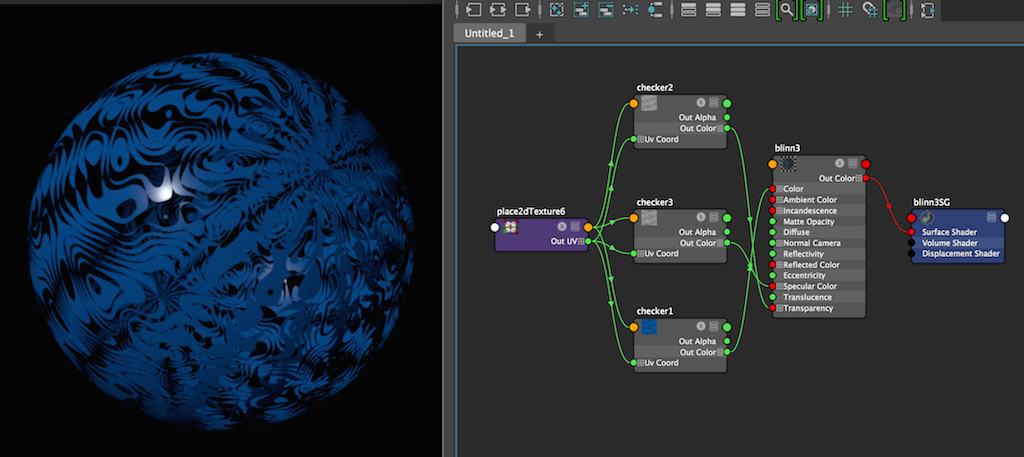 Untitled_1
+
checker2
Out Alpha
Out Color
Uv Coord
place2dTexture6
Out UV
checker3
Out Alpha
Out Color
Uv Coord
checker1
Out Alpha
Out Color
Uv Coord
blinn3
Out Color
Color
Ambient Color
Incandescence
Matte Opacity
Diffuse
Normal Camera
Reflectivity
Reflected Color
Eccentricity
Specular Color
Translucence
Transparency
blinn3SG
Surface Shader
Volume Shader
Displacement Shader